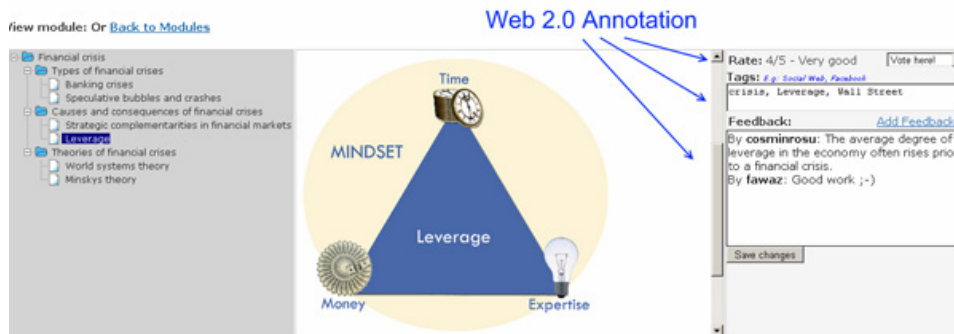 Web 2.0 Annotation
View module: Or Back to Modules
Financial crisis
Types of financial crises
Banking crises
Speculative bubbles and crashes
Causes and consequences of financial crises
Strategic complementarities in financial markets
Leverage
Theories of financial crises
World systems theory
Minskys theory
Time
MINDSET
Leverage
Money
Expertise
Rate: 4/5 - Very good
Vote here!
Tags: E.g: Social Web, Facebook
crisis, Leverage, Wall Street
Feedback:
Add Feedback
By cosminrosu: The average degree of
leverage in the economy often rises prio
to a financial crisis.
By fawaz: Good work ;-)
Save changes